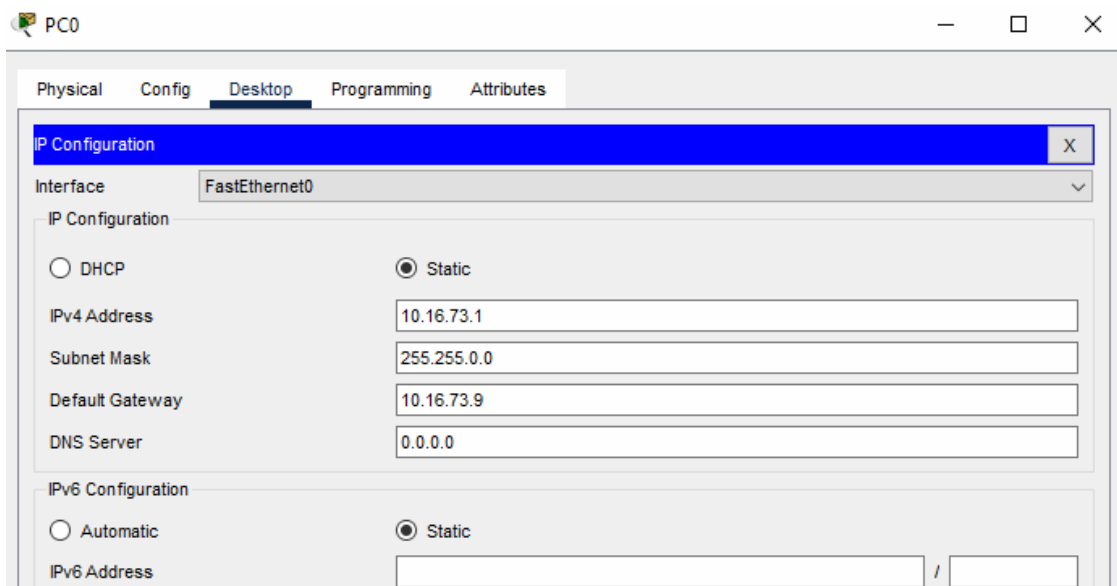 PC0
Physical Config Desktop Programming Attributes
IP Configuration X
Interface FastEthernet0
IP Configuration
DHCP Static
IPv4 Address 10.16.73.1
Subnet Mask 255.255.0.0
Default Gateway 10.16.73.9
DNS Server 0.0.0.0
IPv6 Configuration
Automatic Static
IPv6 Address /